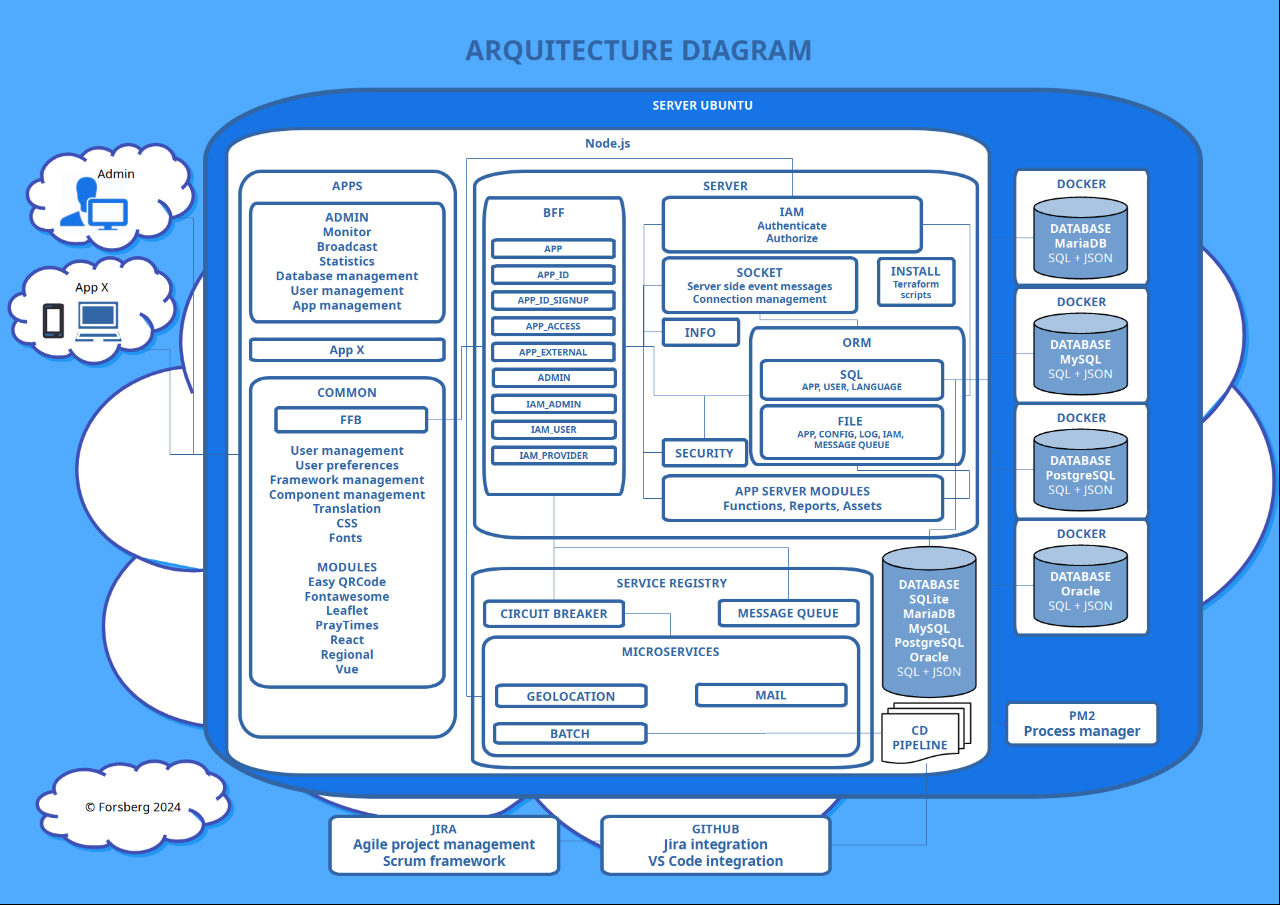 ARQUITECTURE DIAGRAM
SERVER UBUNTU
Node.js
Admin
App X
APPS
ADMIN
Monitor
Broadcast
Statistics
Database management
User management
App management
App X
COMMON
FFB
User management
User preferences
Framework management
Component management
Translation
CSS
Fonts
MODULES
Easy QRCode
Fontawesome
Leaflet
PrayTimes
React
Regional
Vue
SERVER
BFF
APP
APP_ID
APP_ID_SIGNUP
APP_ACCESS
APP_EXTERNAL
ADMIN
IAM_ADMIN
IAM_USER
IAM_PROVIDER
IAM
Authenticate
Authorize
SOCKET
Server side event messages
Connection management
INSTALL
Terraform
scripts
INFO
ORM
SQL
APP, USER, LANGUAGE
FILE
APP, CONFIG, LOG, IAM,
MESSAGE QUEUE
SECURITY
APP SERVER MODULES
Functions, Reports, Assets
SERVICE REGISTRY
CIRCUIT BREAKER
MESSAGE QUEUE
MICROSERVICES
GEOLOCATION
MAIL
BATCH
DATABASE
SQLite
MariaDB
MySQL
PostgreSQL
Oracle
SQL + JSON
CD
PIPELINE
DOCKER
DATABASE
MariaDB
SQL + JSON
DOCKER
DATABASE
MySQL
SQL + JSON
DOCKER
DATABASE
PostgreSQL
SQL + JSON
DOCKER
DATABASE
Oracle
SQL + JSON
PM2
Process manager
© Forsberg 2024
JIRA
Agile project management
Scrum framework
GITHUB
Jira integration
VS Code integration